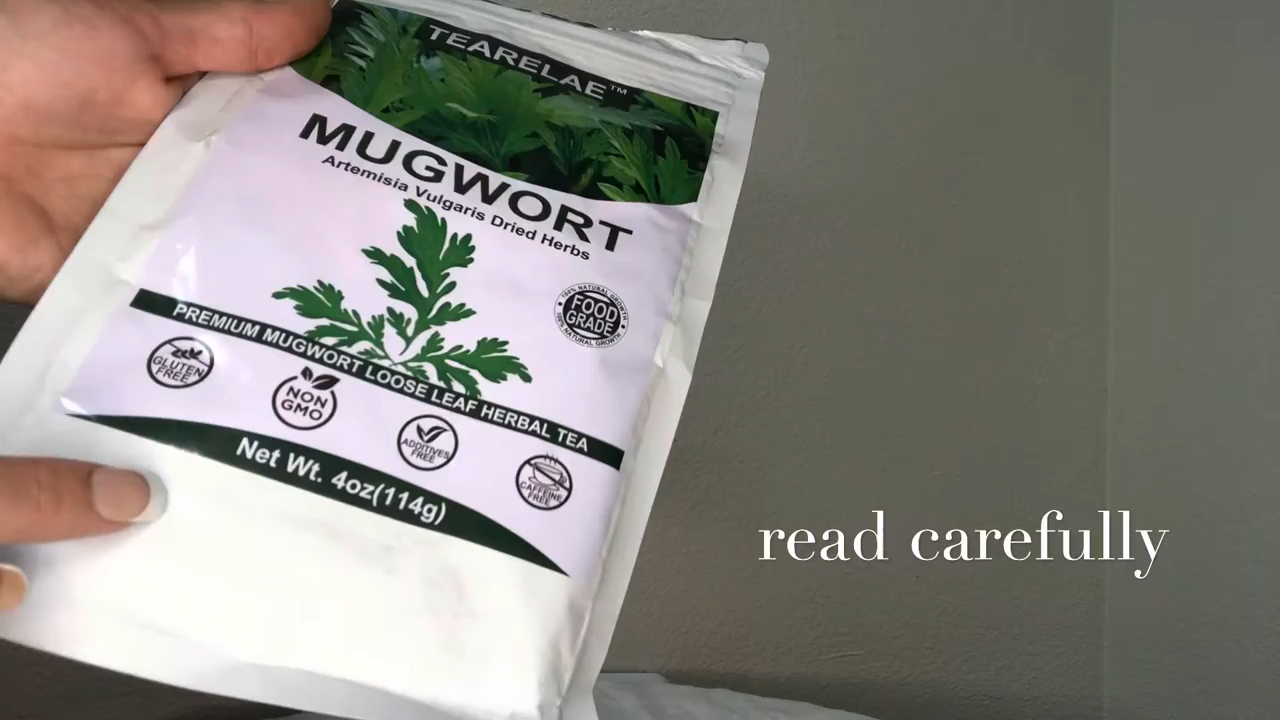 TEARELAE™
MUGWORT
Artemisia Vulgaris Dried Herbs
100% NATURAL GROWTH
FOOD
GRADE
100% NATURAL GROWTH
PREMIUM MUGWORT LOOSE LEAF HERBAL TEA
GLUTEN
FREE
NON
GMO
ADDITIVES
FREE
CAFFEINE
FREE
Net Wt. 4oz(114g)
read carefully